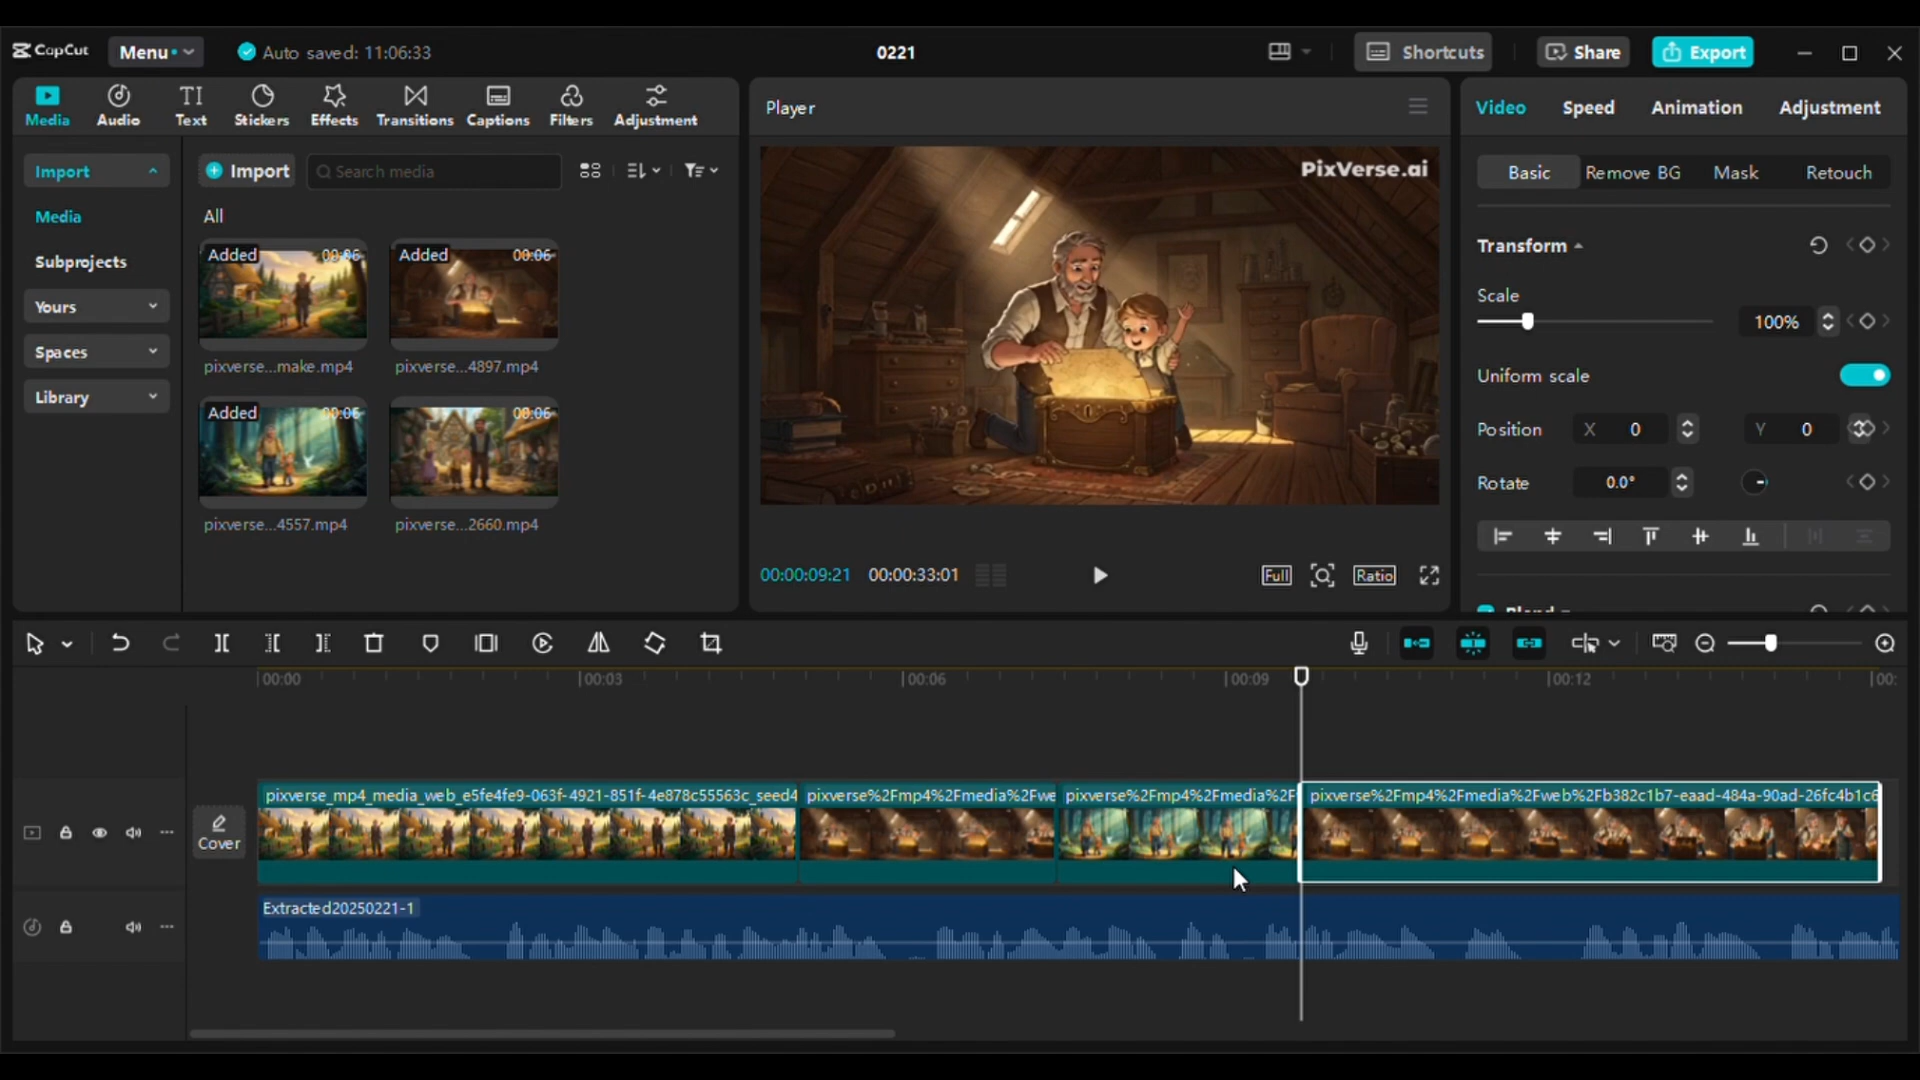 CapCut
Menu
Auto saved: 11:06:33
0221
Shortcuts
Share
Export
Media
Audio
Text
Stickers
Effects
Transitions
Captions
Filters
Adjustment
Import
Media
Subprojects
Yours
Spaces
Library
Import
Search media
All
Added
00:06
pixverse...make.mp4
Added
00:06
pixverse...4897.mp4
Added
00:06
pixverse...4557.mp4
00:06
pixverse...2660.mp4
Player
PixVerse.ai
00:00:09:21
00:00:33:01
Full
Ratio
Video
Speed
Animation
Adjustment
Basic
Remove BG
Mask
Retouch
Transform
Scale
100%
Uniform scale
Position
X 0
Y 0
Rotate
0.0°
Blend
00:00
00:03
00:06
00:09
00:12
00:
Cover
pixverse_mp4_media_web_e5fe4fe9-063f-4921-851f-4e878c55563c_seed4
pixverse%2Fmp4%2Fmedia%2Fwe
pixverse%2Fmp4%2Fmedia%2F
pixverse%2Fmp4%2Fmedia%2Fweb%2Fb382c1b7-eaad-484a-90ad-26fc4b1c6
Extracted20250221-1